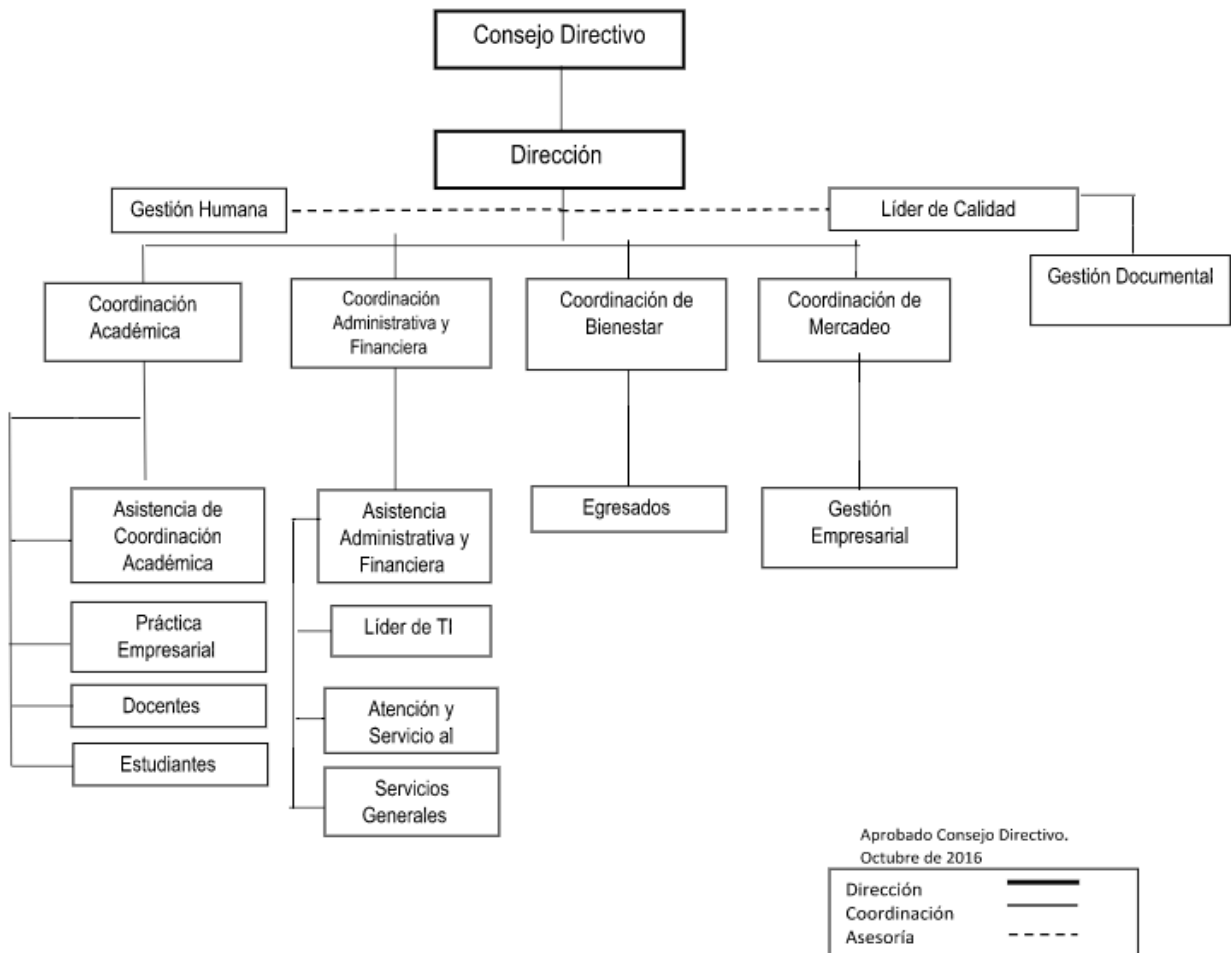 Consejo Directivo
Dirección
Gestión Humana
Líder de Calidad
Gestión Documental
Coordinación
Académica
Coordinación
Administrativa y
Financiera
Coordinación de
Bienestar
Coordinación de
Mercadeo
Asistencia de
Coordinación
Académica
Práctica
Empresarial
Docentes
Estudiantes
Asistencia
Administrativa y
Financiera
Líder de TI
Atención y
Servicio al
Servicios
Generales
Egresados
Gestión
Empresarial
Aprobado Consejo Directivo.
Octubre de 2016
Dirección
Coordinación
Asesoría